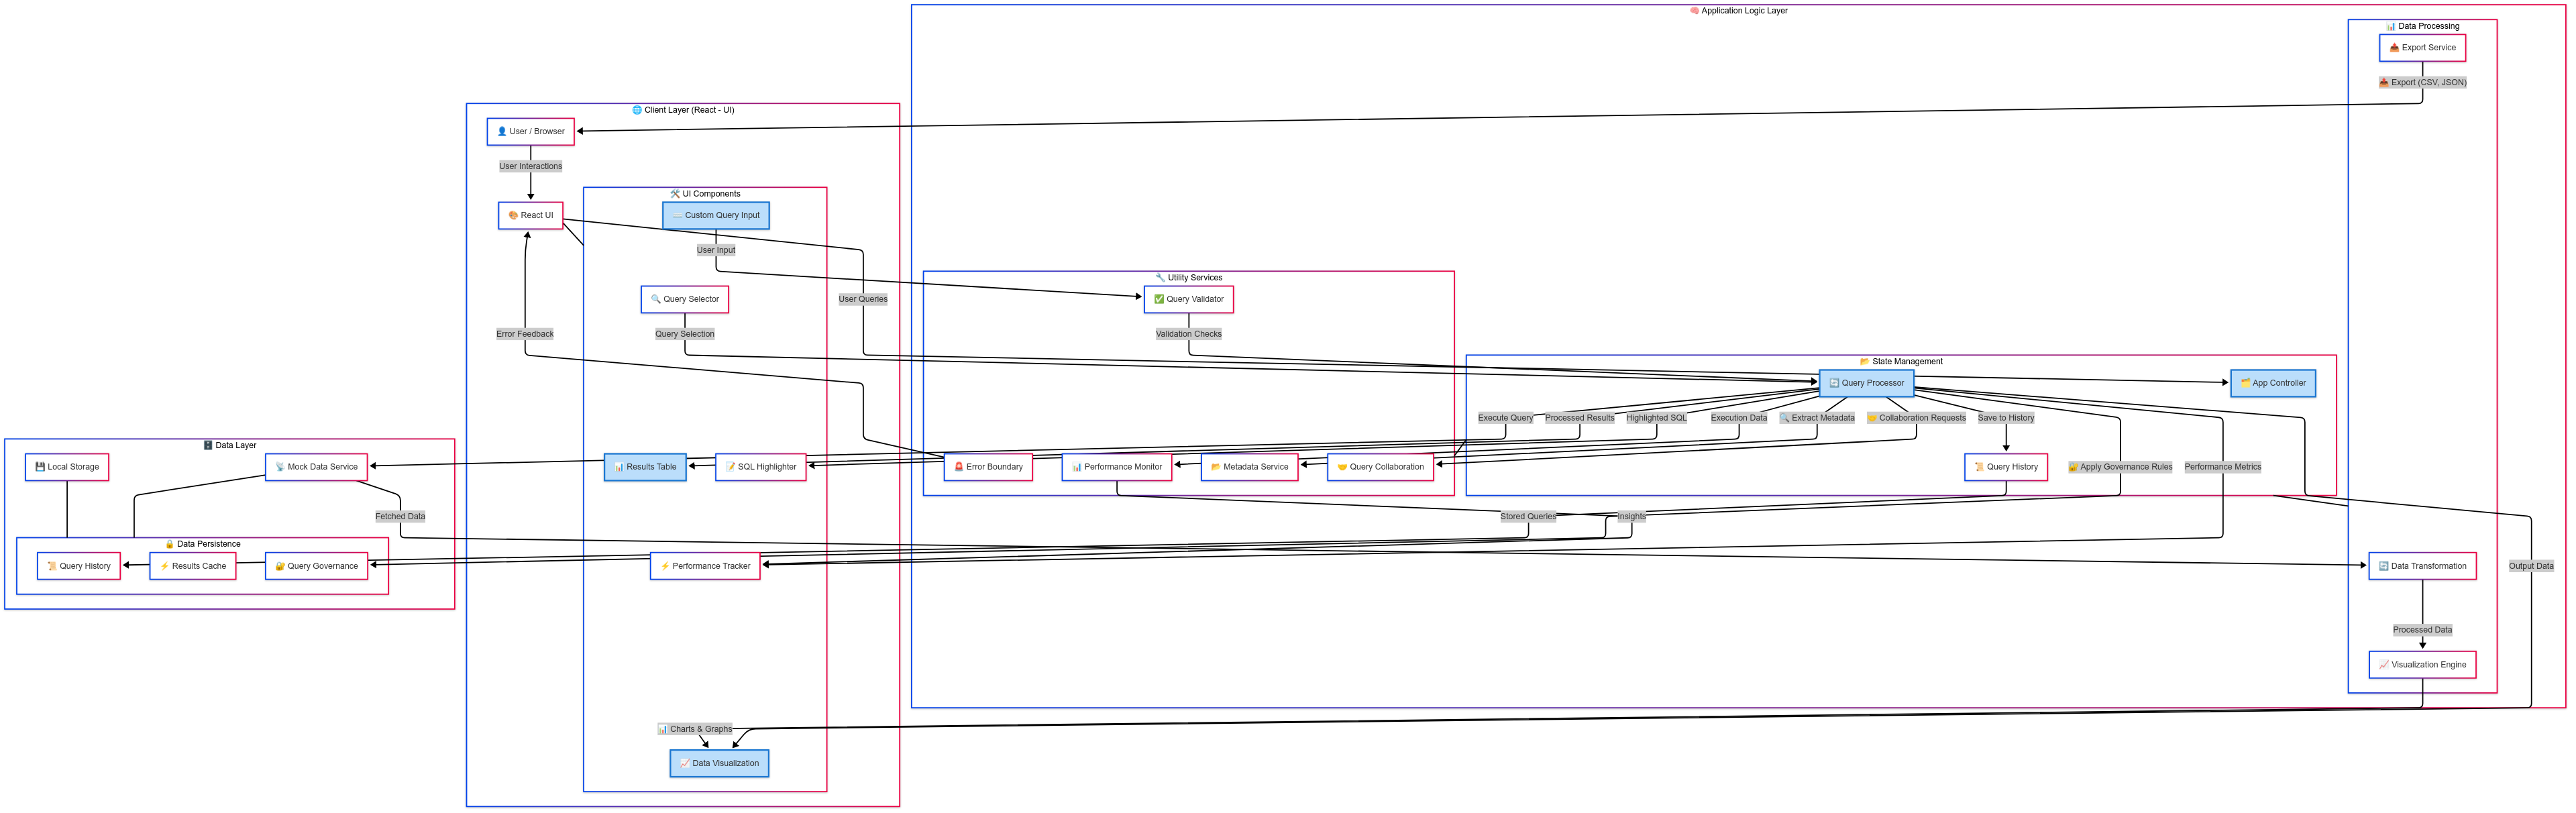 🧠 Application Logic Layer
📊 Data Processing
📤 Export Service
📤 Export (CSV, JSON)
🌐 Client Layer (React - UI)
👤 User / Browser
User Interactions
🎨 React UI
🛠️ UI Components
⌨️ Custom Query Input
User Input
🔍 Query Selector
Query Selection
Error Feedback
User Queries
🔧 Utility Services
✅ Query Validator
Validation Checks
📂 State Management
🔄 Query Processor
🗂️ App Controller
Execute Query
Processed Results
Highlighted SQL
Execution Data
🔍 Extract Metadata
🤝 Collaboration Requests
Save to History
🗄️ Data Layer
💾 Local Storage
📡 Mock Data Service
📊 Results Table
📝 SQL Highlighter
🚨 Error Boundary
📊 Performance Monitor
📂 Metadata Service
🤝 Query Collaboration
📜 Query History
🔐 Apply Governance Rules
Performance Metrics
Fetched Data
Stored Queries
Insights
🔒 Data Persistence
📜 Query History
⚡ Results Cache
🔐 Query Governance
⚡ Performance Tracker
🔄 Data Transformation
Output Data
Processed Data
📈 Visualization Engine
📊 Charts & Graphs
📈 Data Visualization